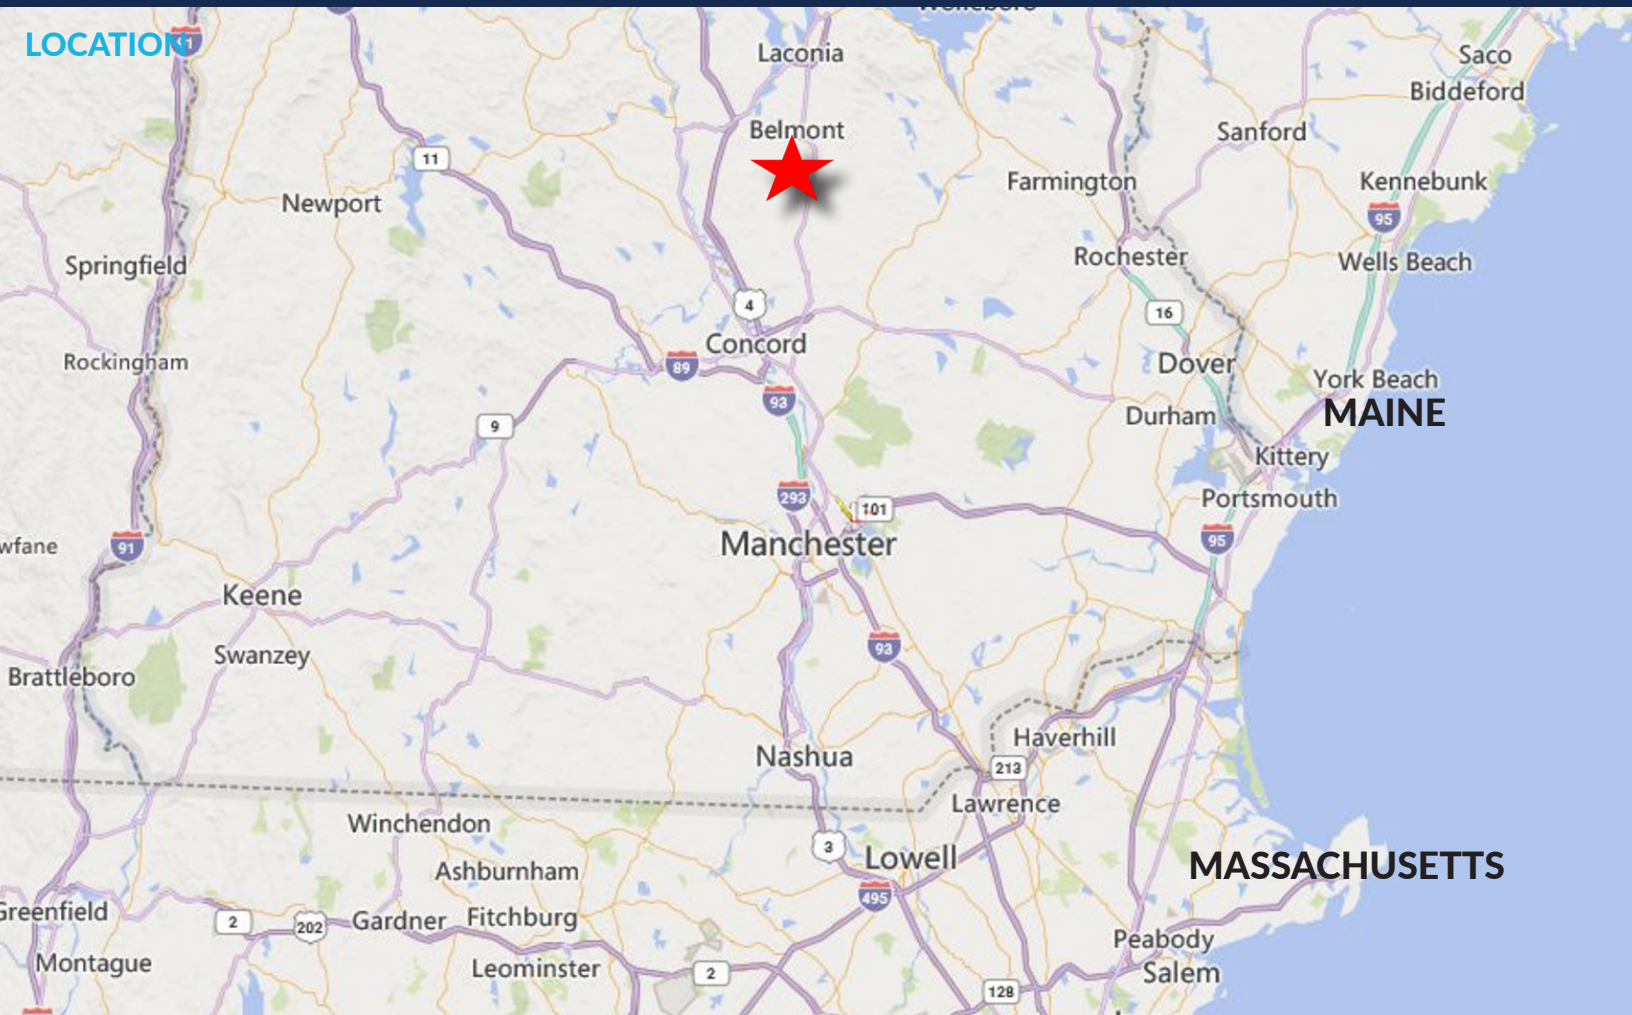 Wolfeboro
LOCATION
91
Laconia
Saco
Biddeford
Belmont
Sanford
11
Farmington
Kennebunk
Newport
95
Springfield
Rochester
Wells Beach
4
16
Concord
Rockingham
89
Dover
York Beach
93
MAINE
Durham
9
Kittery
293
Portsmouth
101
Manchester
95
wfane
91
Keene
93
Swanzey
Brattleboro
Haverhill
Nashua
213
Lawrence
Winchendon
3
Lowell
MASSACHUSETTS
Ashburnham
495
Greenfield
2
202
Gardner
Fitchburg
Peabody
Montague
Leominster
2
Salem
128